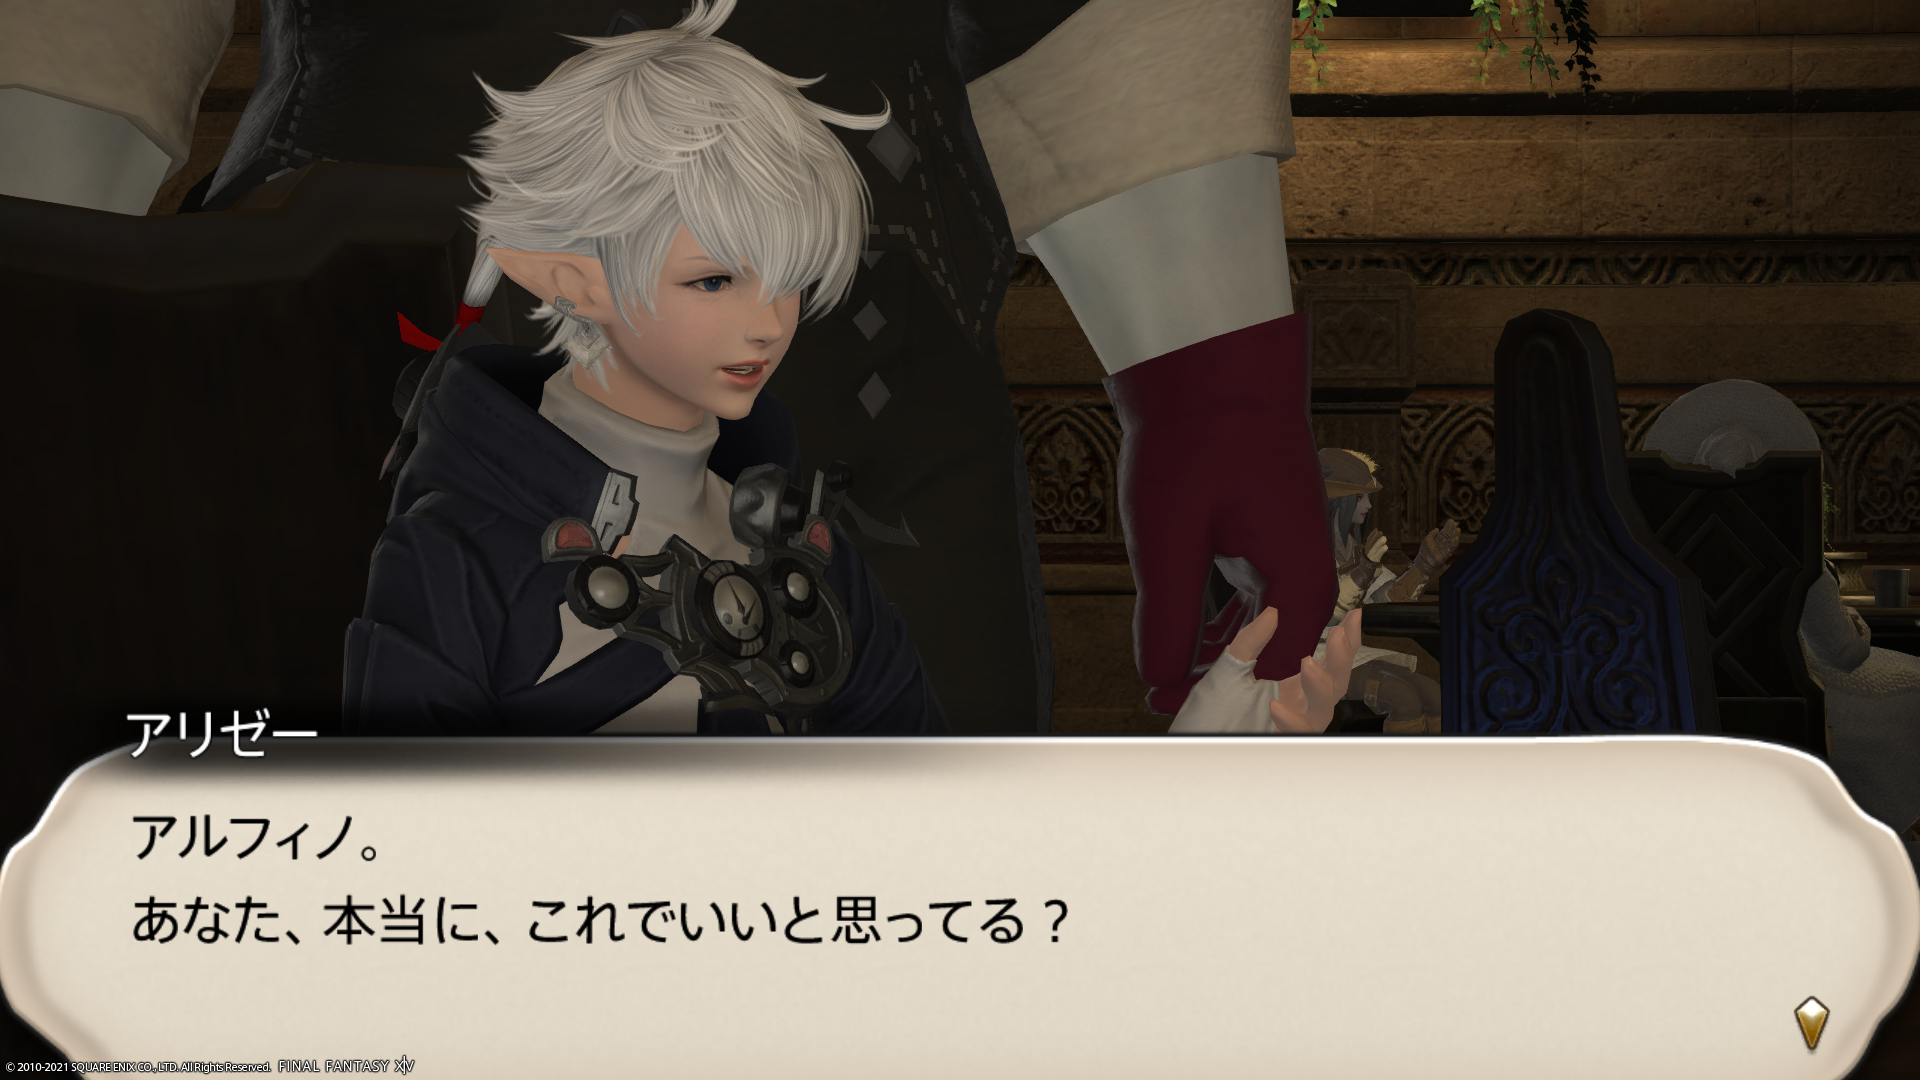 アリゼー
アルフィノ。
あなた、本当に、これでいいと思ってる？
© 2010-2021 SQUARE ENIX CO., LTD. All Rights Reserved. FINAL FANTASY XIV